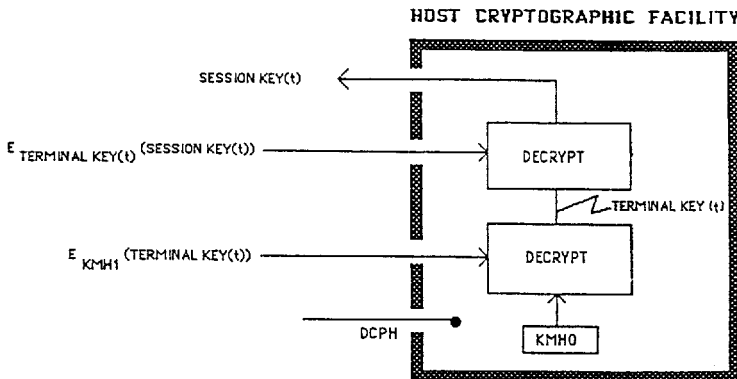 HOST CRYPTOGRAPHIC FACILITY
SESSION KEY(t)
E TERMINAL KEY(t) (SESSION KEY(t))
DECRYPT
TERMINAL KEY (t)
E KMH1 (TERMINAL KEY(t))
DECRYPT
DCPH
KMH0